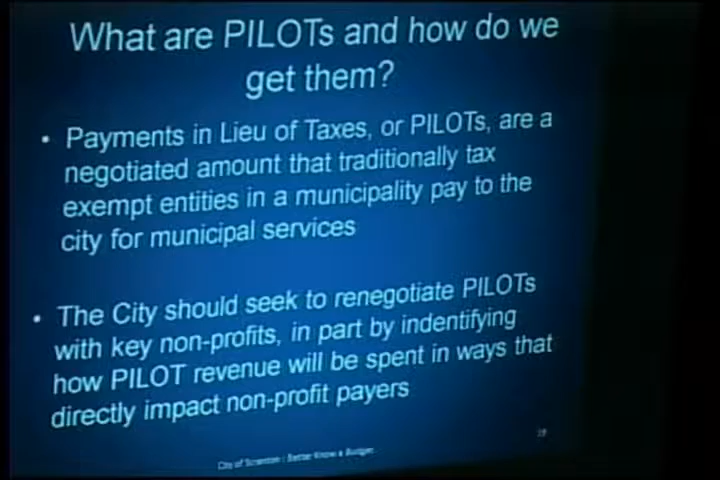 What are PILOTs and how do we
get them?
• Payments in Lieu of Taxes, or PILOTs, are a
negotiated amount that traditionally tax
exempt entities in a municipality pay to the
city for municipal services
• The City should seek to renegotiate PILOTs
with key non-profits, in part by indentifying
how PILOT revenue will be spent in ways that
directly impact non-profit payers
City of Scranton : Better Know a Budget